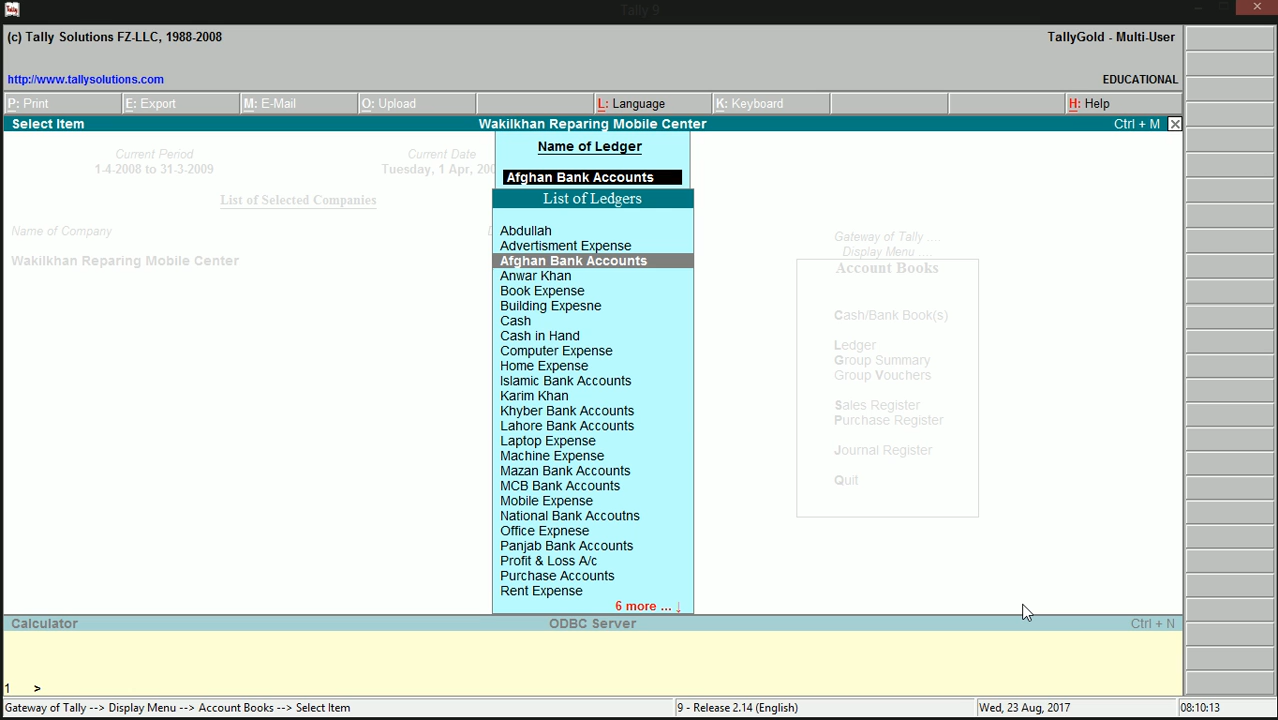 Tally
Tally 9
(c) Tally Solutions FZ-LLC, 1988-2008
TallyGold - Multi-User
http://www.tallysolutions.com
EDUCATIONAL
P: Print
E: Export
M: E-Mail
O: Upload
L: Language
K: Keyboard
H: Help
Select Item
Wakilkhan Reparing Mobile Center
Ctrl + M
Current Period
1-4-2008 to 31-3-2009
Current Date
Tuesday, 1 Apr, 200
List of Selected Companies
Name of Company
Wakilkhan Reparing Mobile Center
Name of Ledger
Afghan Bank Accounts
List of Ledgers
Abdullah
Advertisment Expense
Afghan Bank Accounts
Anwar Khan
Book Expense
Building Expesne
Cash
Cash in Hand
Computer Expense
Home Expense
Islamic Bank Accounts
Karim Khan
Khyber Bank Accounts
Lahore Bank Accounts
Laptop Expense
Machine Expense
Mazan Bank Accounts
MCB Bank Accounts
Mobile Expense
National Bank Accoutns
Office Expnese
Panjab Bank Accounts
Profit & Loss A/c
Purchase Accounts
Rent Expense
6 more ... ↓
Gateway of Tally ....
Display Menu ....
Account Books
Cash/Bank Book(s)
Ledger
Group Summary
Group Vouchers
Sales Register
Purchase Register
Journal Register
Quit
Calculator
ODBC Server
Ctrl + N
1 >
Gateway of Tally --> Display Menu --> Account Books --> Select Item
9 - Release 2.14 (English)
Wed, 23 Aug, 2017
08:10:13